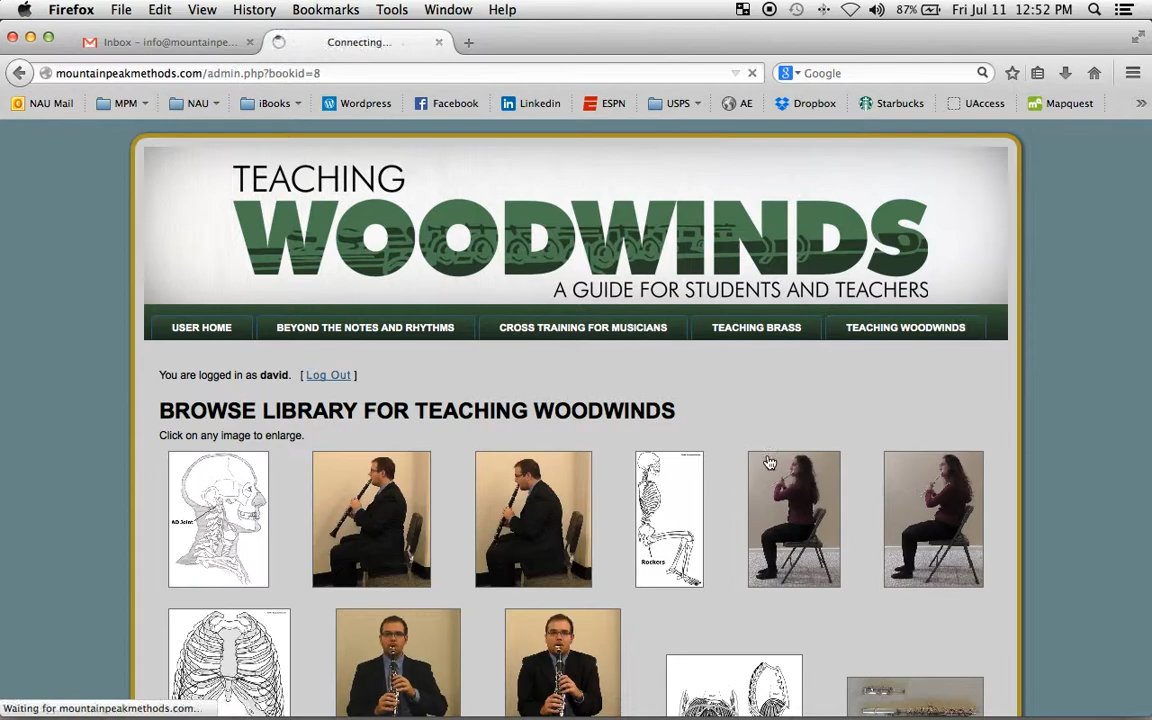 Firefox File Edit View History Bookmarks Tools Window Help 87% Fri Jul 11 12:52 PM
Inbox – info@mountainpe... Connecting...
mountainpeakmethods.com/admin.php?bookid=8 Google
NAU Mail MPM NAU iBooks Wordpress Facebook Linkedin ESPN USPS AE Dropbox Starbucks UAccess Mapquest
TEACHING
WOODWINDS
A GUIDE FOR STUDENTS AND TEACHERS
USER HOME BEYOND THE NOTES AND RHYTHMS CROSS TRAINING FOR MUSICIANS TEACHING BRASS TEACHING WOODWINDS
You are logged in as david. [ Log Out ]
BROWSE LIBRARY FOR TEACHING WOODWINDS
Click on any image to enlarge.
AO Joint
Rockers
Waiting for mountainpeakmethods.com...